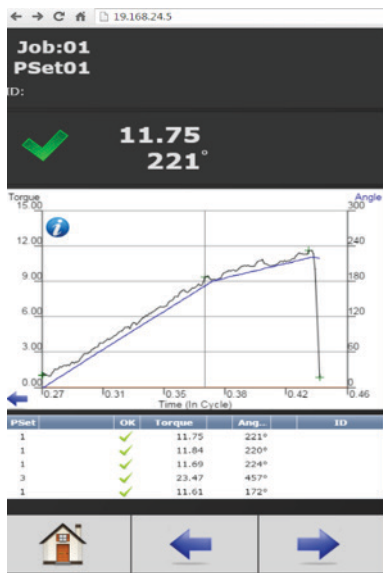 19.168.24.5
Job:01
PSet01
ID:
11.75
221°
Torque Angle
15.00 300
12.00 240
9.00 180
6.00 120
3.00 60
0.00 0
0.27 0.31 0.35 0.38 0.42 0.46
Time (In Cycle)
PSet OK Torque Ang.. ID
1 11.75 221°
1 11.84 220°
1 11.69 224°
3 23.47 457°
1 11.61 172°